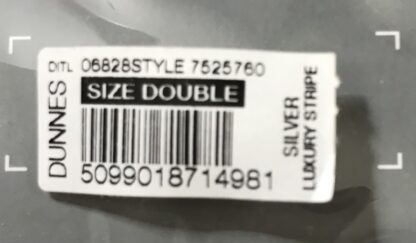 DITL 06828STYLE 7525760
DUNNES
SIZE DOUBLE
5099018714981
SILVER
LUXURY STRIPE